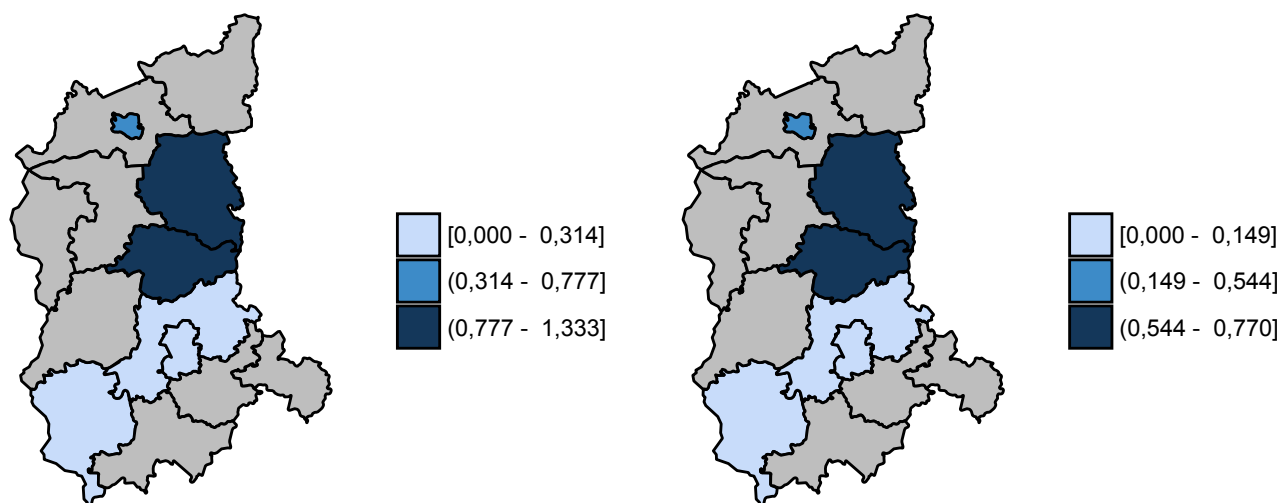 [0,000 - 0,314]
(0,314 - 0,777]
(0,777 - 1,333]
[0,000 - 0,149]
(0,149 - 0,544]
(0,544 - 0,770]